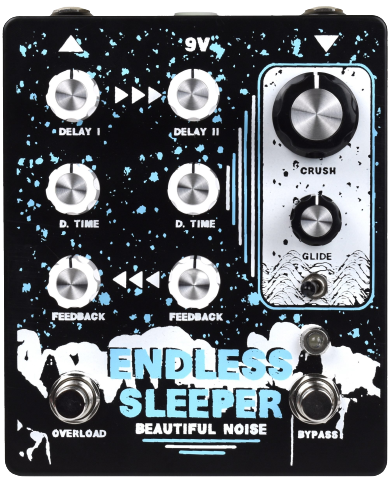 9V
DELAY I DELAY II
CRUSH
D. TIME D. TIME
GLIDE
FEEDBACK FEEDBACK
ENDLESS
SLEEPER
BEAUTIFUL NOISE
OVERLOAD BYPASS